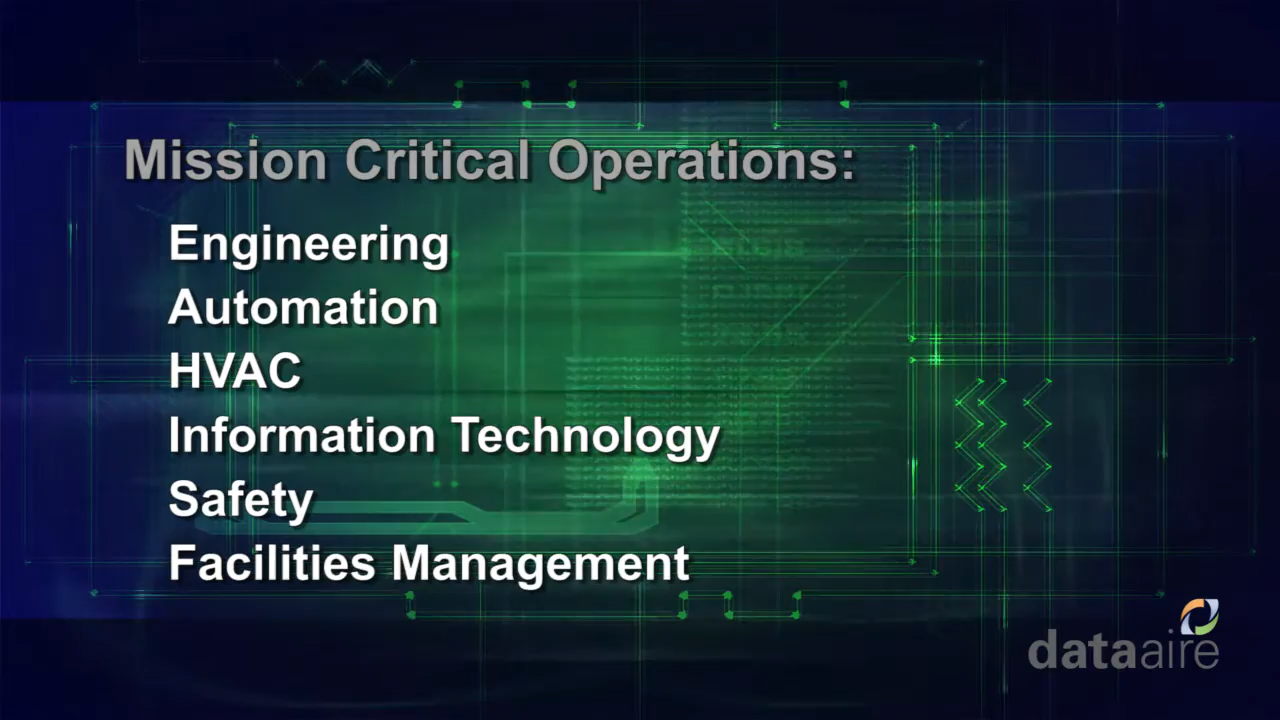 Mission Critical Operations:
Engineering
Automation
HVAC
Information Technology
Safety
Facilities Management
dataaire